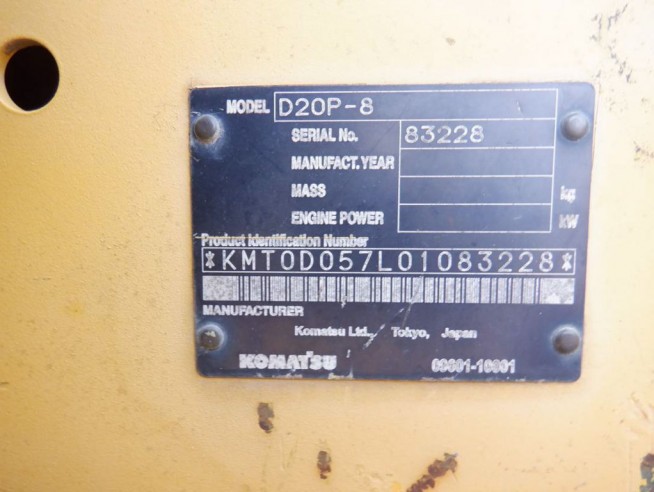 MODEL D20P-8
SERIAL No. 83228
MANUFACT. YEAR
MASS kg
ENGINE POWER kW
Product Identification Number
*KMT0D057L01083228*
MANUFACTURER
Komatsu Ltd., Tokyo, Japan
KOMATSU 09601-10001